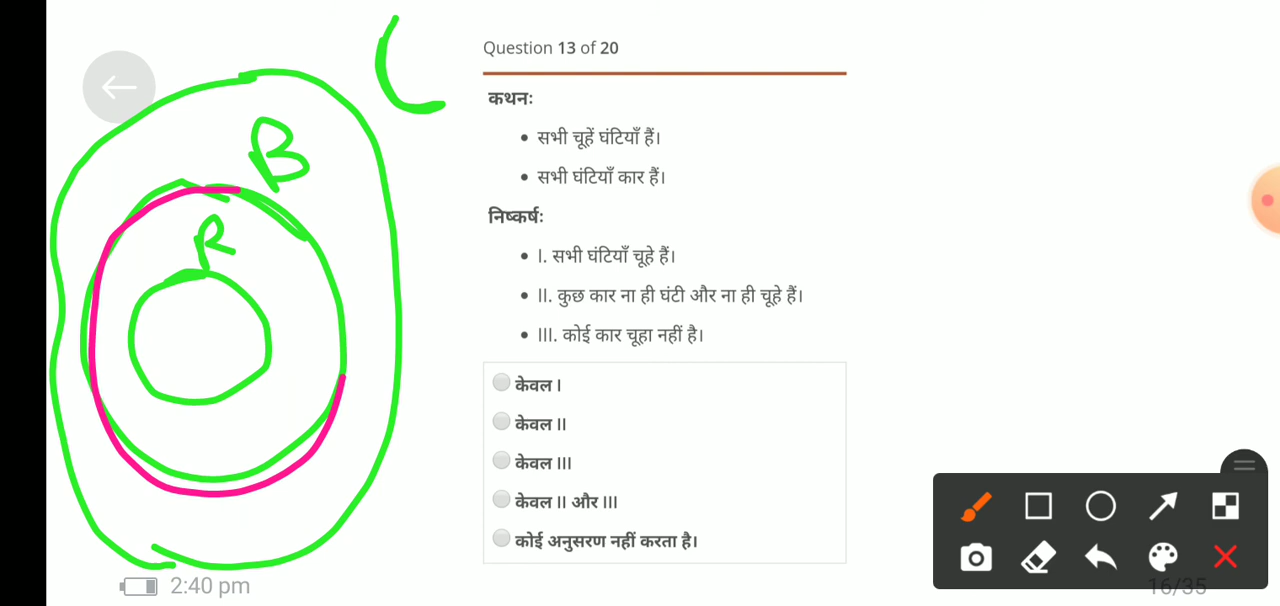 Question 13 of 20
कथनः
सभी चूहें घंटियाँ हैं।
सभी घंटियाँ कार हैं।
निष्कर्षः
I. सभी घंटियाँ चूहे हैं।
II. कुछ कार ना ही घंटी और ना ही चूहे हैं।
III. कोई कार चूहा नहीं है।
केवल I
केवल II
केवल III
केवल II और III
कोई अनुसरण नहीं करता है।
B
R
C
2:40 pm
16/35